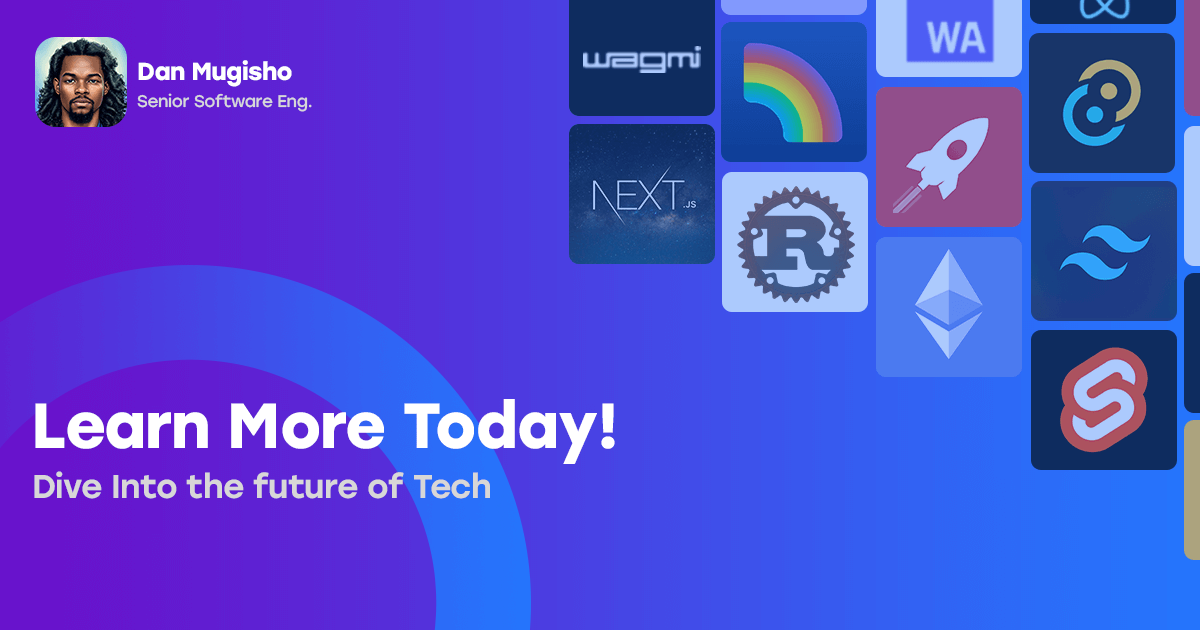 Dan Mugisho
Senior Software Eng.
wagmi
NEXT.JS
WA
R
S
Learn More Today!
Dive Into the future of Tech